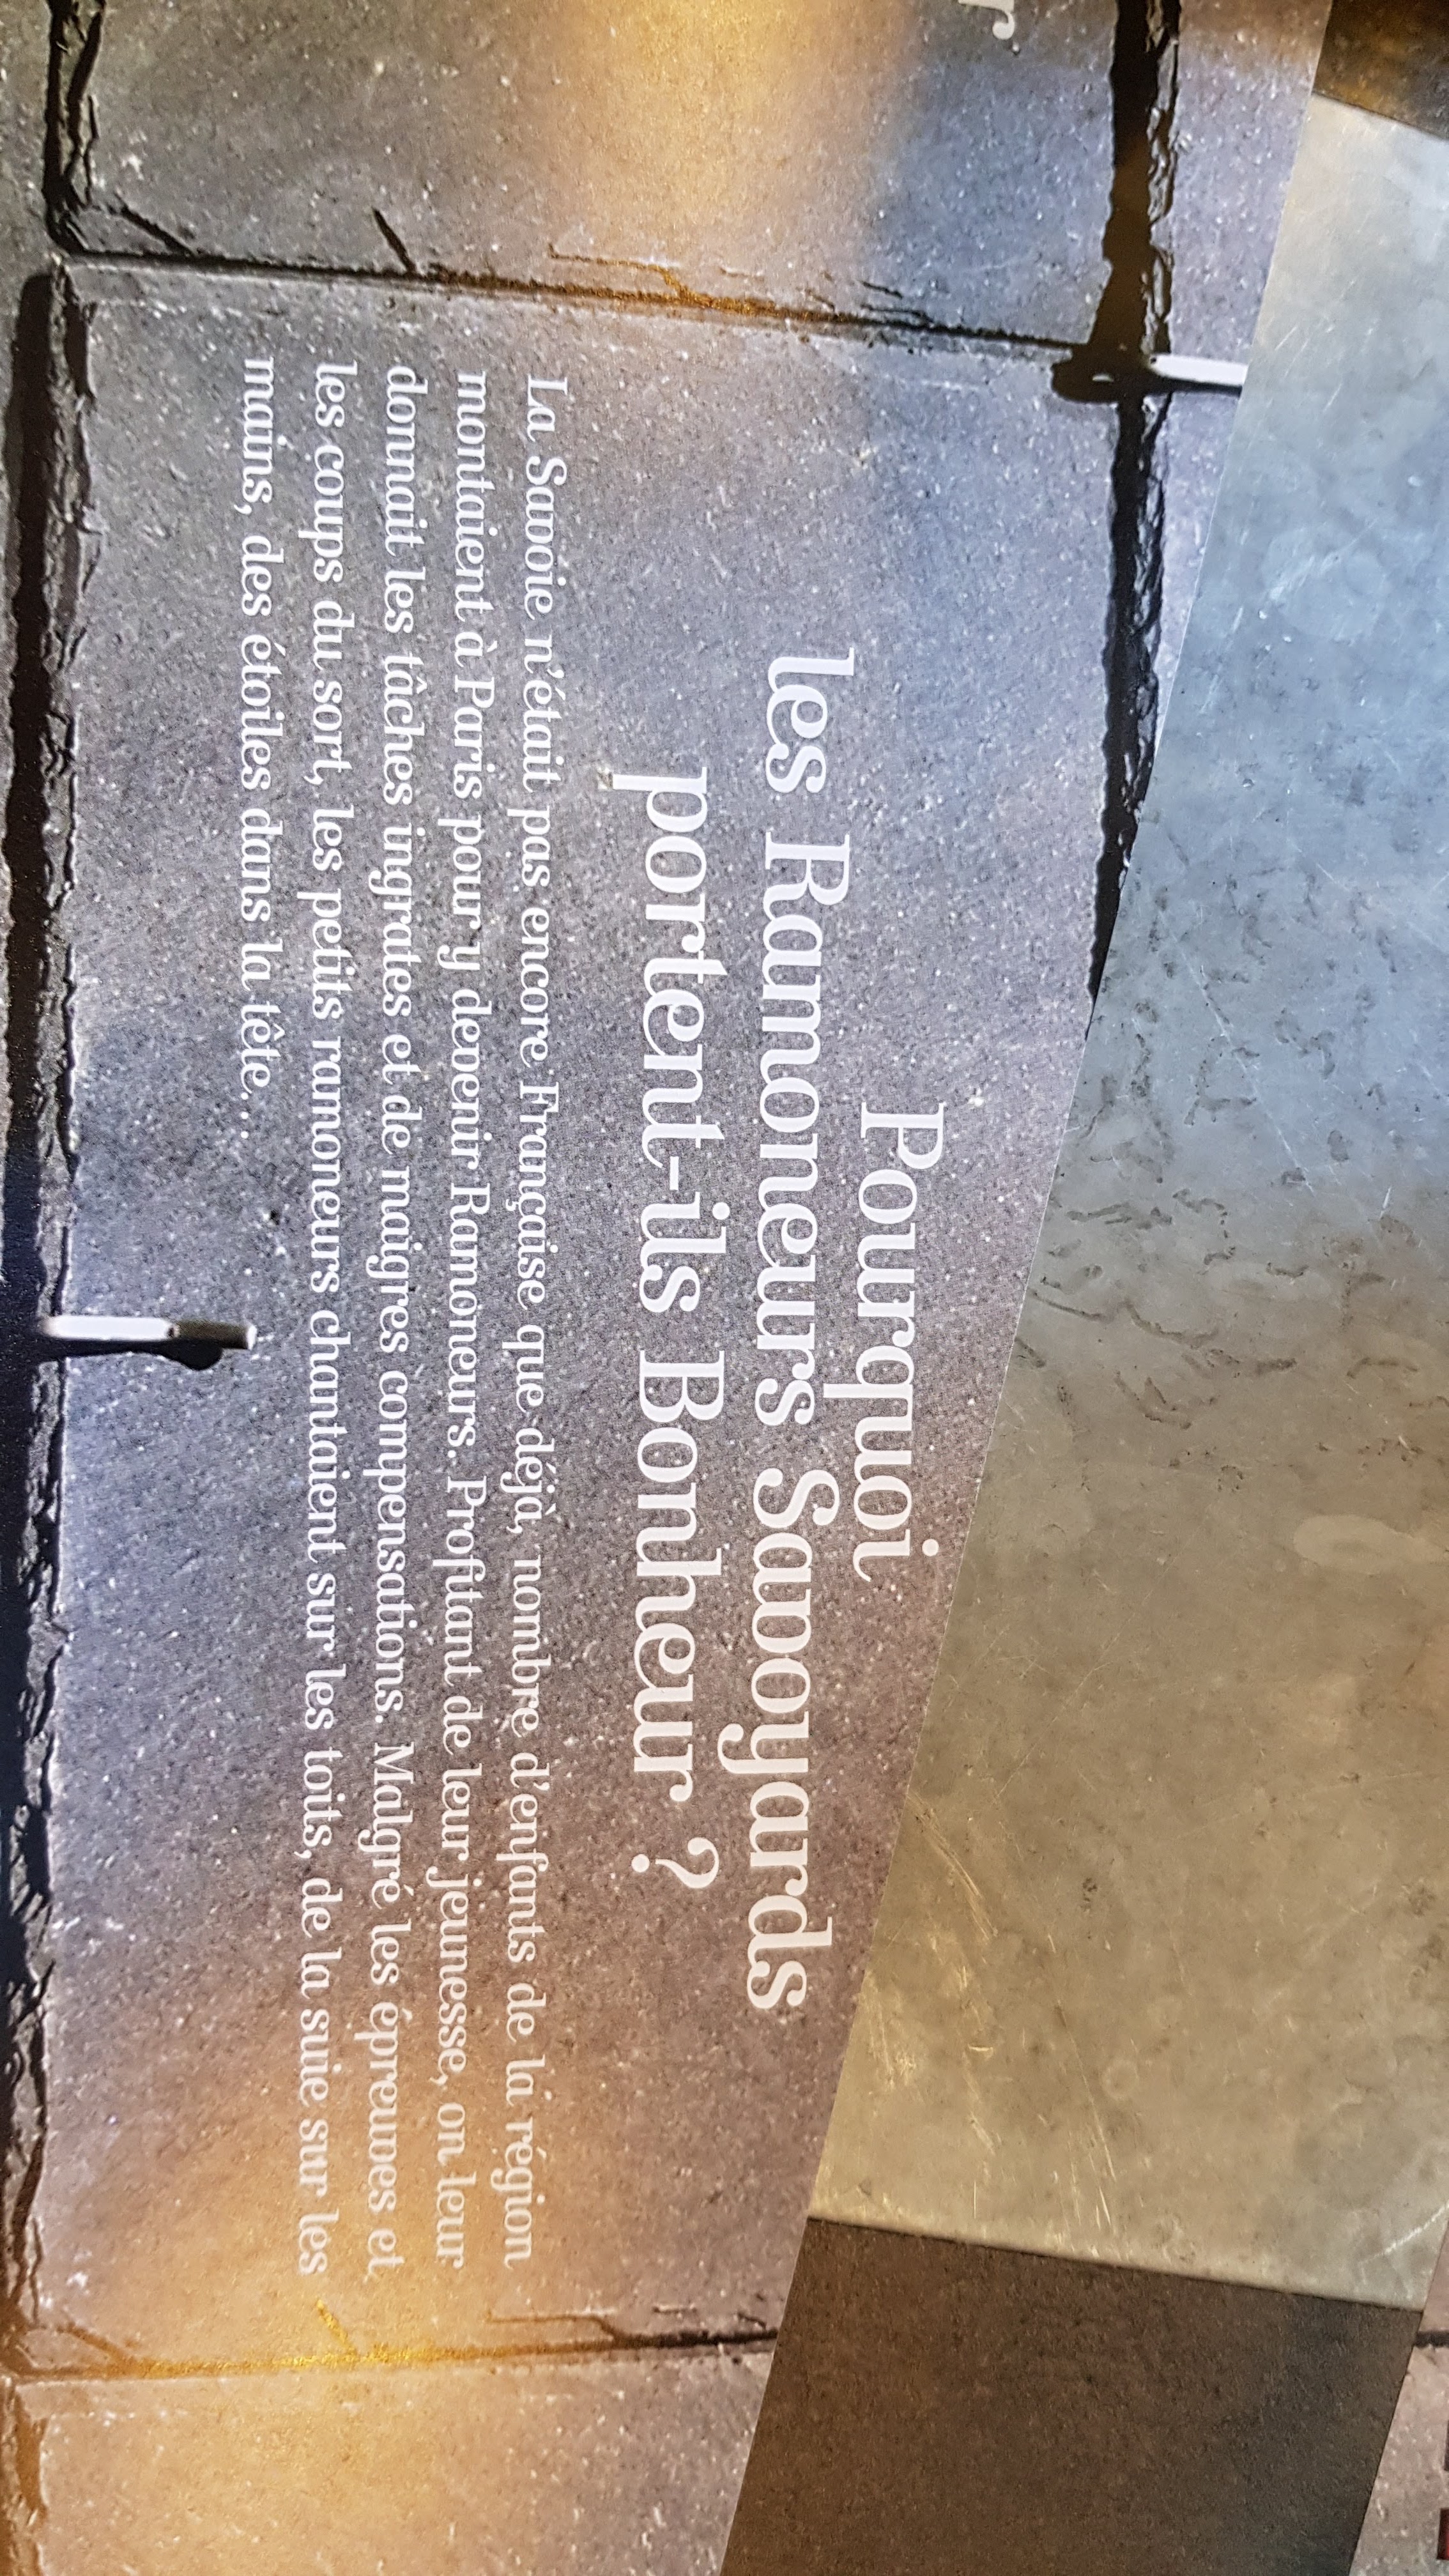 r.
Pourquoi
les Ramoneurs Savoyards
portent-ils Bonheur ?
La Savoie n'était pas encore Française que déjà, nombre d'enfants de la région
montaient à Paris pour y devenir Ramoneurs. Profitant de leur jeunesse, on leur
donnait les tâches ingrates et de maigres compensations. Malgré les épreuves et
les coups du sort, les petits ramoneurs chantaient sur les toits, de la suie sur les
mains, des étoiles dans la tête...